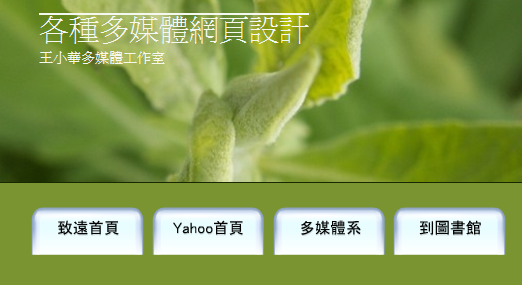 各種多媒體網頁設計
王小華多媒體工作室
致遠首頁
Yahoo首頁
多媒體系
到圖書館